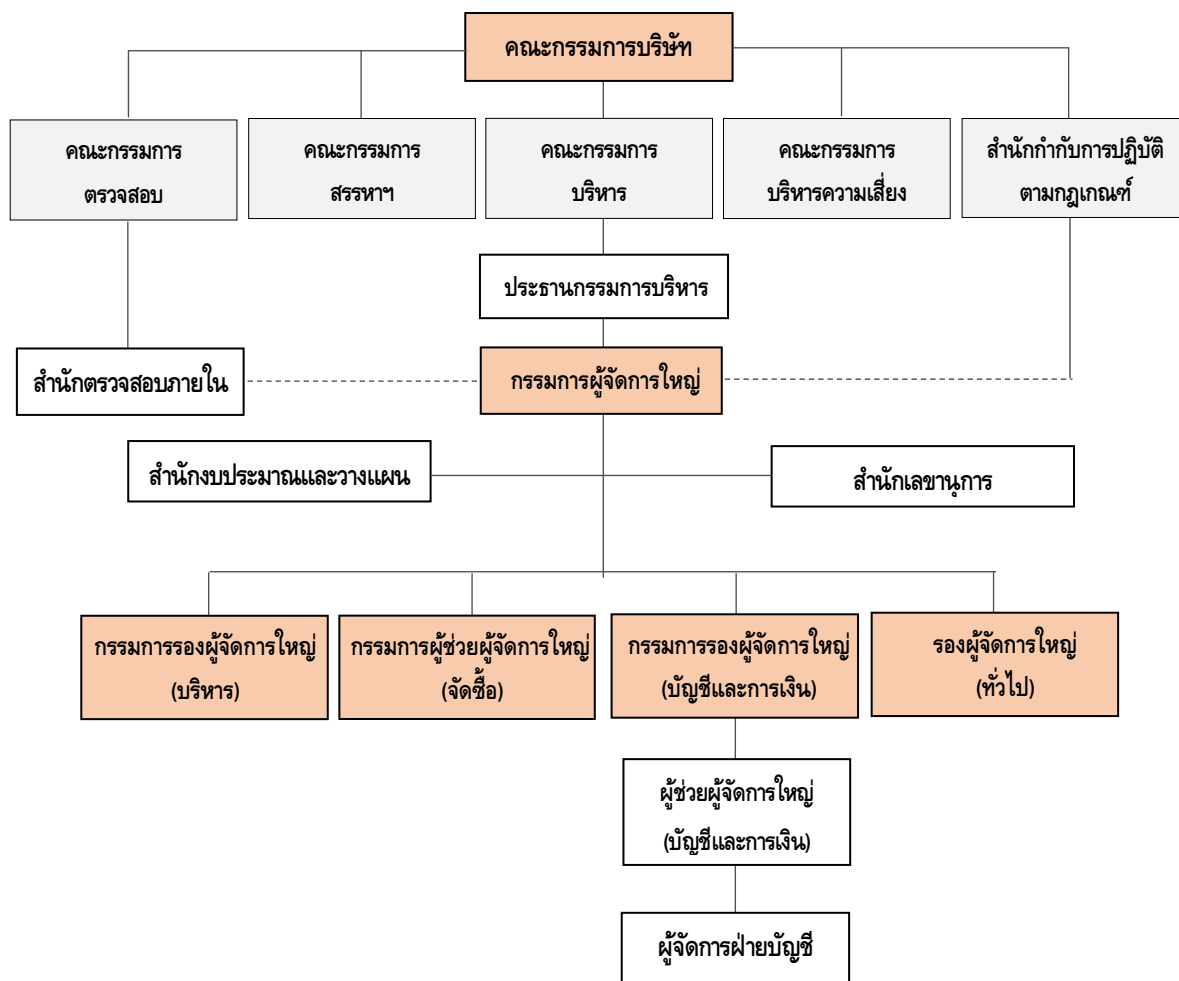 คณะกรรมการบริษัท
คณะกรรมการ
ตรวจสอบ
คณะกรรมการ
สรรหาฯ
คณะกรรมการ
บริหาร
คณะกรรมการ
บริหารความเสี่ยง
สำนักกำกับการปฏิบัติ
ตามกฎเกณฑ์
ประธานกรรมการบริหาร
สำนักตรวจสอบภายใน
กรรมการผู้จัดการใหญ่
สำนักงบประมาณและวางแผน
สำนักเลขานุการ
กรรมการรองผู้จัดการใหญ่
(บริหาร)
กรรมการผู้ช่วยผู้จัดการใหญ่
(จัดซื้อ)
กรรมการรองผู้จัดการใหญ่
(บัญชีและการเงิน)
รองผู้จัดการใหญ่
(ทั่วไป)
ผู้ช่วยผู้จัดการใหญ่
(บัญชีและการเงิน)
ผู้จัดการฝ่ายบัญชี